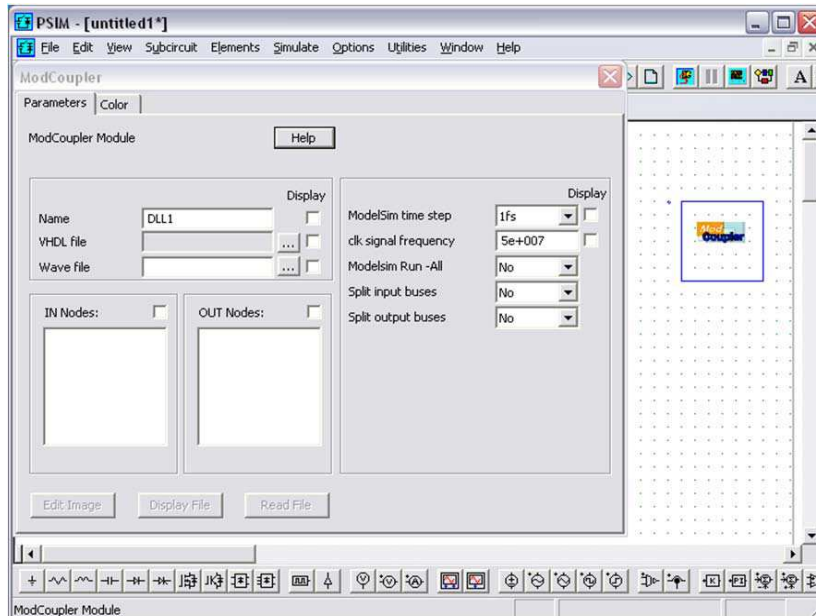 PSIM - [untitled1*]
File Edit View Subcircuit Elements Simulate Options Utilities Window Help
ModCoupler
Parameters Color
ModCoupler Module Help
Display
Name DLL1
VHDL file ...
Wave file ...
IN Nodes: OUT Nodes:
Display
ModelSim time step 1fs
clk signal frequency 5e+007
Modelsim Run -All No
Split input buses No
Split output buses No
Edit Image Display File Read File
A
Mod
Coupler
K PI
ModCoupler Module